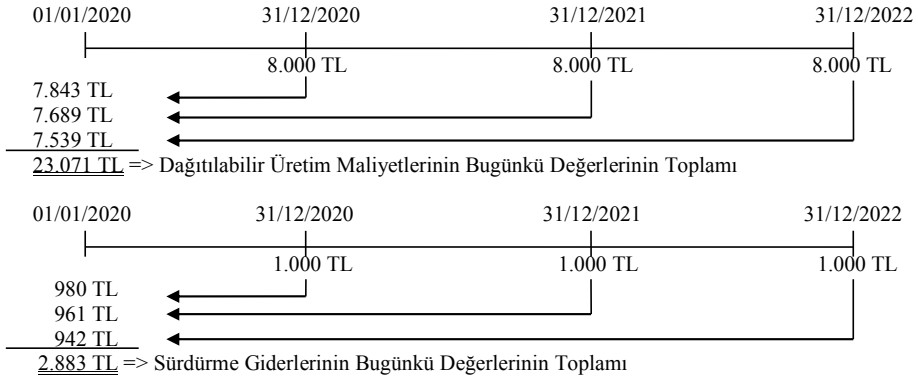 01/01/2020 31/12/2020 31/12/2021 31/12/2022
8.000 TL 8.000 TL 8.000 TL
7.843 TL
7.689 TL
7.539 TL
23.071 TL => Dağıtılabilir Üretim Maliyetlerinin Bugünkü Değerlerinin Toplamı
01/01/2020 31/12/2020 31/12/2021 31/12/2022
1.000 TL 1.000 TL 1.000 TL
980 TL
961 TL
942 TL
2.883 TL => Sürdürme Giderlerinin Bugünkü Değerlerinin Toplamı